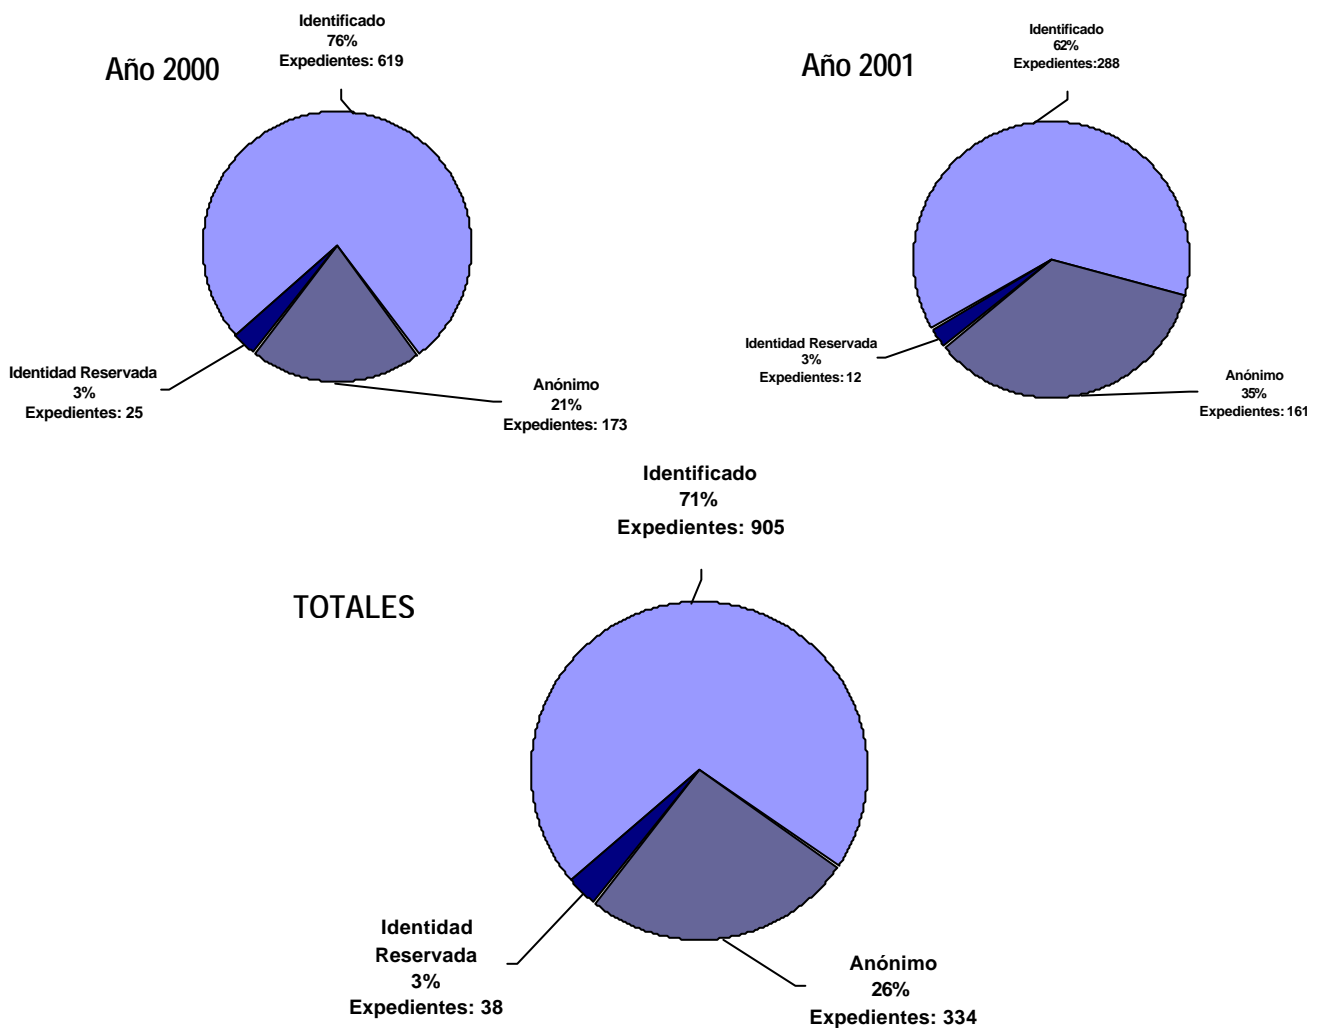 Año 2000
Identificado
76%
Expedientes: 619
Identidad Reservada
3%
Expedientes: 25
Anónimo
21%
Expedientes: 173
Año 2001
Identificado
62%
Expedientes:288
Identidad Reservada
3%
Expedientes: 12
Anónimo
35%
Expedientes: 161
TOTALES
Identificado
71%
Expedientes: 905
Identidad
Reservada
3%
Expedientes: 38
Anónimo
26%
Expedientes: 334